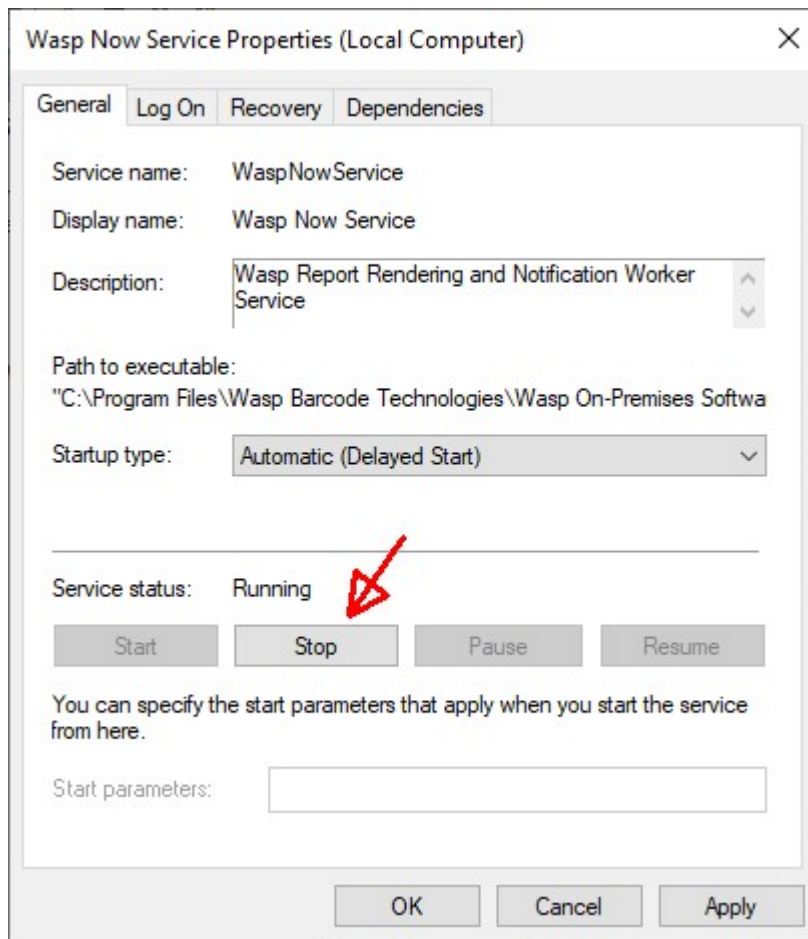 Wasp Now Service Properties (Local Computer)
General Log On Recovery Dependencies
Service name: WaspNowService
Display name: Wasp Now Service
Description: Wasp Report Rendering and Notification Worker
Service
Path to executable:
"C:\Program Files\Wasp Barcode Technologies\Wasp On-Premises Softwa
Startup type: Automatic (Delayed Start)
Service status: Running
Start Stop Pause Resume
You can specify the start parameters that apply when you start the service
from here.
Start parameters:
OK Cancel Apply